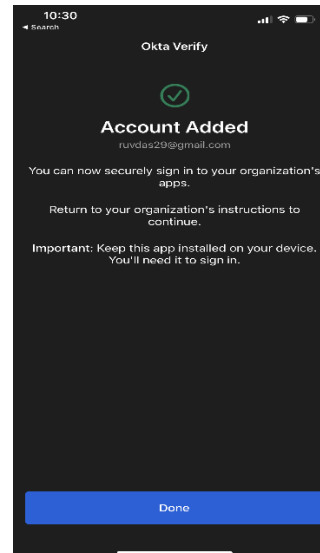 10:30
◄ Search
Okta Verify
Account Added
ruvdas29@gmail.com
You can now securely sign in to your organization's
apps.
Return to your organization's instructions to
continue.
Important: Keep this app installed on your device.
You'll need it to sign in.
Done